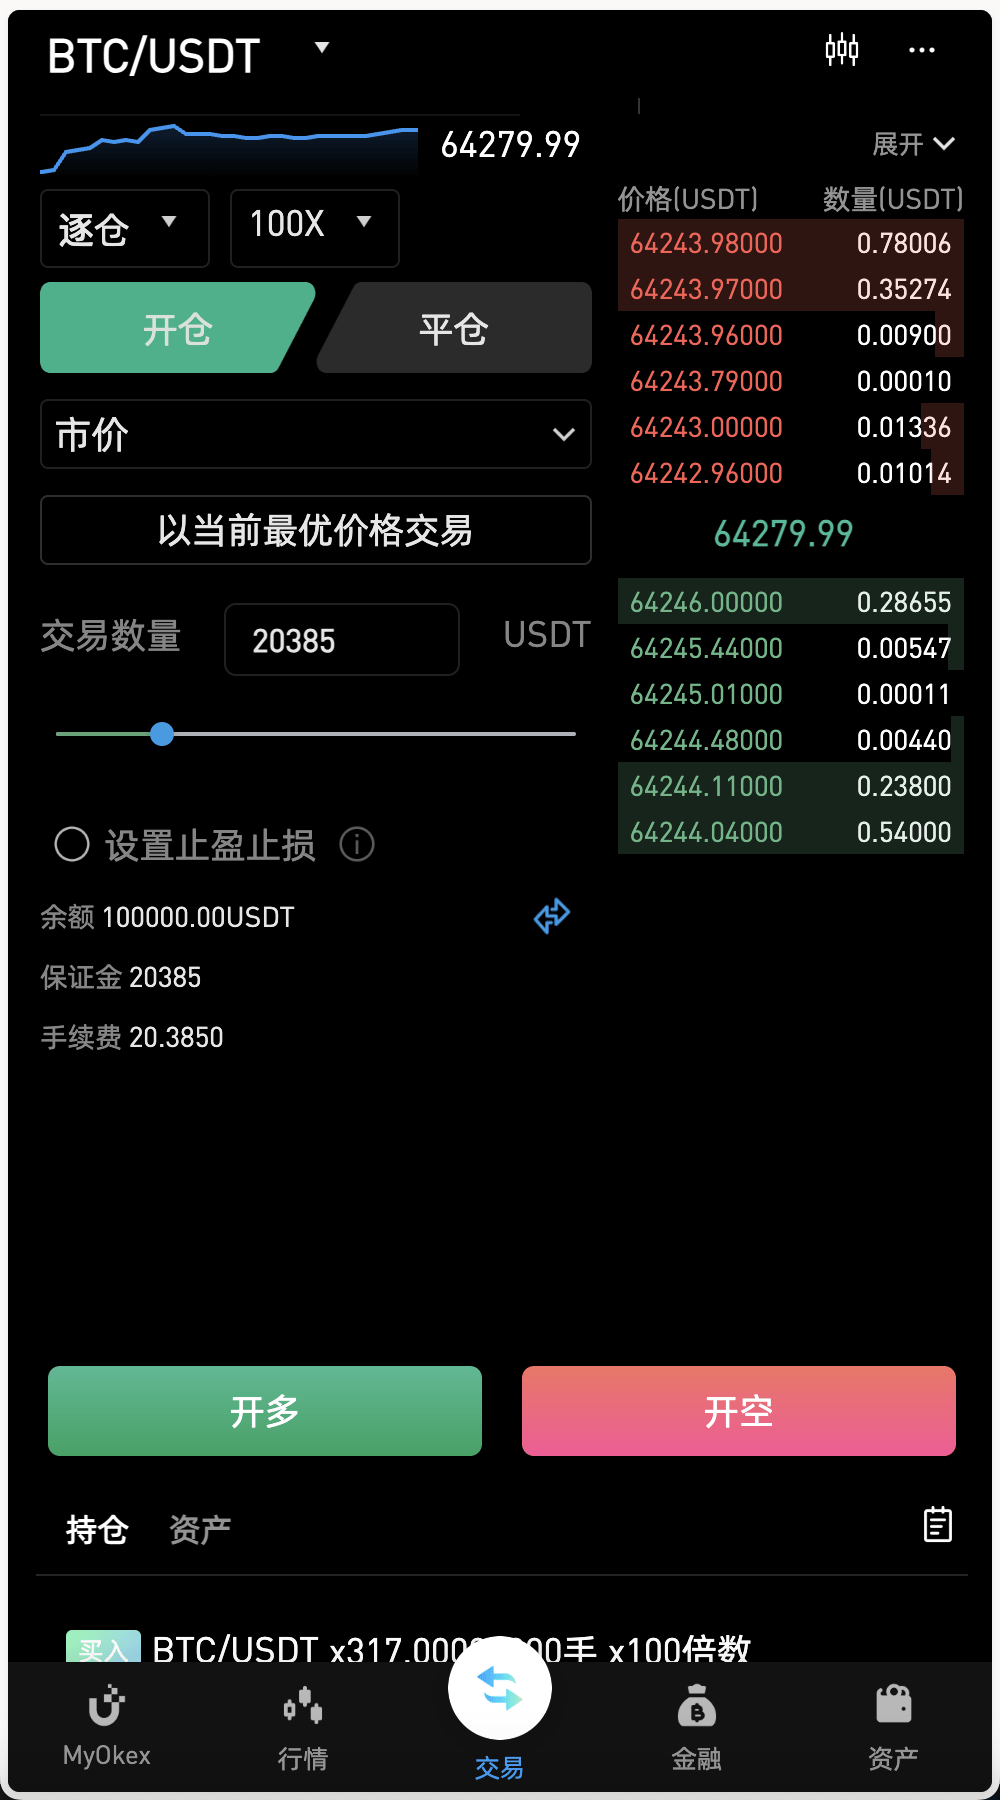 BTC/USDT
64279.99
展开
逐仓 100X
开仓 平仓
市价
以当前最优价格交易
交易数量 20385 USDT
设置止盈止损
余额 100000.00USDT
保证金 20385
手续费 20.3850
价格(USDT) 数量(USDT)
64243.98000 0.78006
64243.97000 0.35274
64243.96000 0.00900
64243.79000 0.00010
64243.00000 0.01336
64242.96000 0.01014
64279.99
64246.00000 0.28655
64245.44000 0.00547
64245.01000 0.00011
64244.48000 0.00440
64244.11000 0.23800
64244.04000 0.54000
开多 开空
持仓 资产
买入 BTC/USDT 手 x100倍数
MyOkex 行情 交易 金融 资产